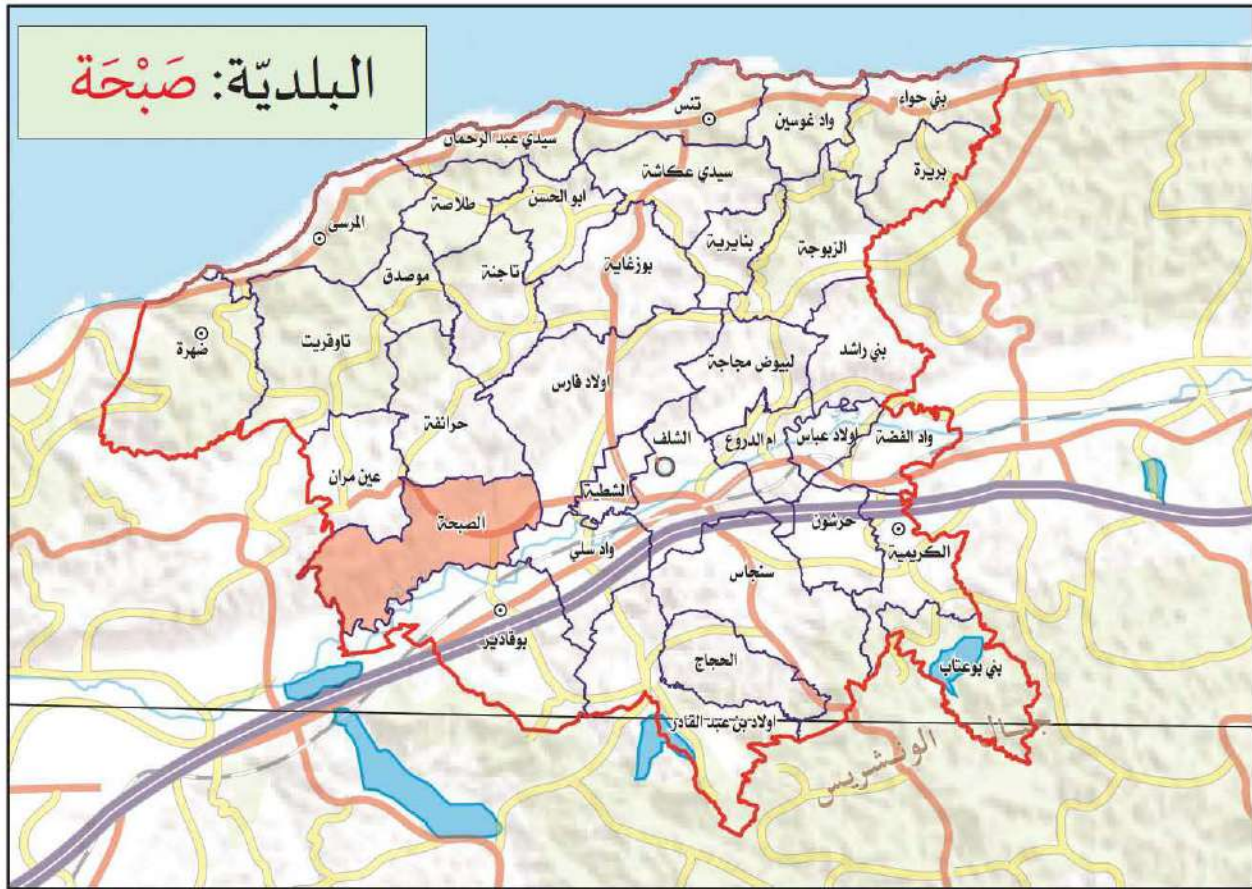 البلديّة: صَبْحَة
بني حواء
تنس
واد غوسين
سيدي عبد الرحمان
سيدي عكاشة
بريرة
ابو الحسن
طلاصة
المرسى
بنايرية
الزبوجة
تاجنة
موصدق
بوزغاية
ضهرة
تاوقريت
بني راشد
لبيوض مجاجة
اولاد فارس
حرانفة
الشلف
ام الدروع
اولاد عباس
واد الفضة
عين مران
الشطية
الصبحة
حرشون
الكريمية
واد سلي
سنجاس
بوقادير
الحجاج
بني بوعتاب
اولاد بن عبد القادر
جبال الونشريس